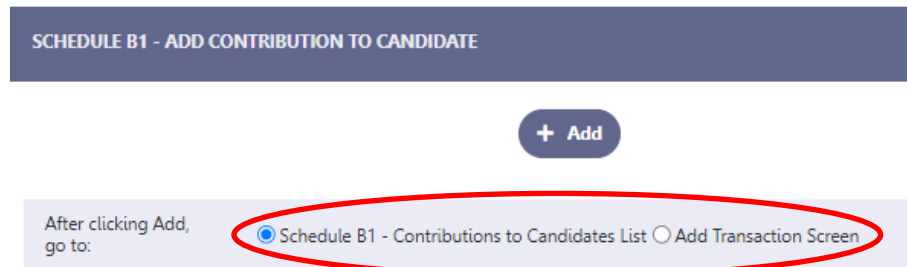 SCHEDULE B1 - ADD CONTRIBUTION TO CANDIDATE
+ Add
After clicking Add,
go to:
Schedule B1 - Contributions to Candidates List Add Transaction Screen